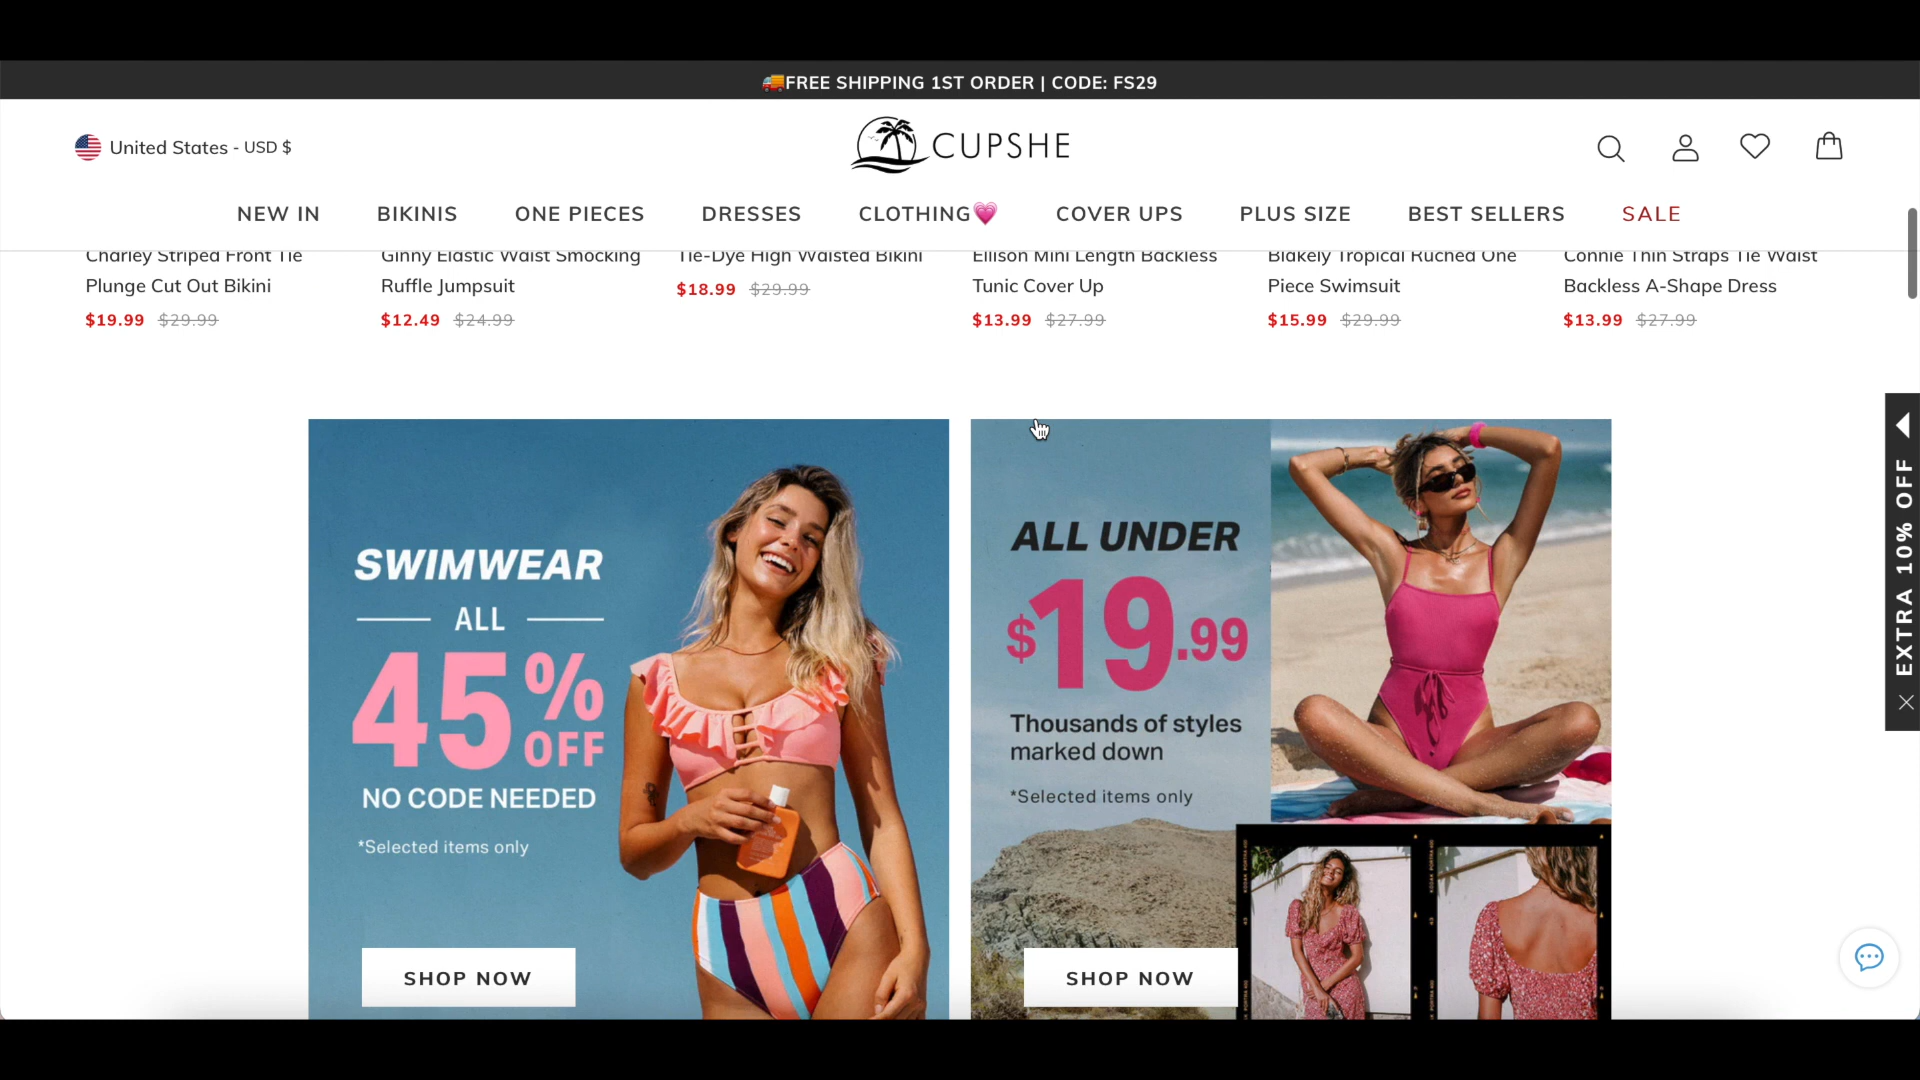 FREE SHIPPING 1ST ORDER | CODE: FS29
United States - USD $
CUPSHE
NEW IN
BIKINIS
ONE PIECES
DRESSES
CLOTHING
COVER UPS
PLUS SIZE
BEST SELLERS
SALE
Charley Striped Front Tie
Plunge Cut Out Bikini
$19.99 $29.99
Ginny Elastic Waist Smocking
Ruffle Jumpsuit
$12.49 $24.99
Tie-Dye High Waisted Bikini
$18.99 $29.99
Ellison Mini Length Backless
Tunic Cover Up
$13.99 $27.99
Blakely Tropical Ruched One
Piece Swimsuit
$15.99 $29.99
Connie Thin Straps Tie Waist
Backless A-Shape Dress
$13.99 $27.99
SWIMWEAR
ALL
45% OFF
NO CODE NEEDED
*Selected items only
SHOP NOW
ALL UNDER
$19.99
Thousands of styles
marked down
*Selected items only
SHOP NOW
EXTRA 10% OFF